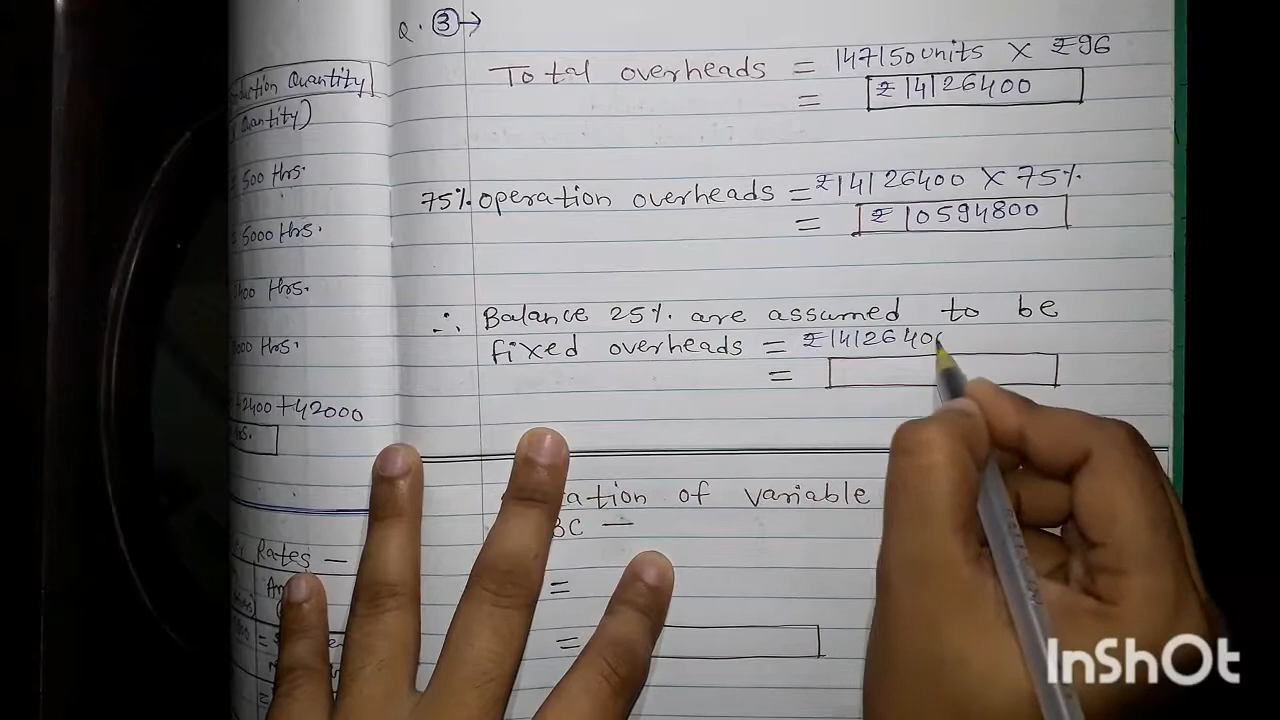 Q. 3 →
Total overheads = 147150 units × ₹96
= ₹14126400
75% operation overheads = ₹14126400 × 75%
= ₹10594800
∴ Balance 25% are assumed to be
fixed overheads = ₹1412640
=
of variable
=
=
Quantity
Quantity)
500 Hrs.
5000 Hrs.
Hrs.
Hrs.
+2400+42000
Rates —
InShOt